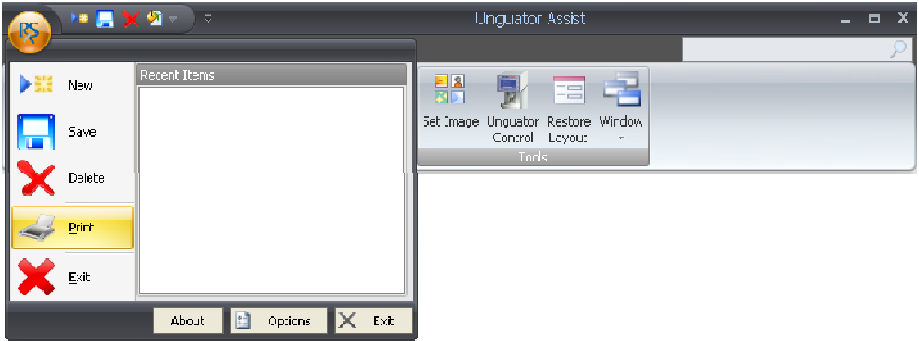 Unguator Assist
New
Recent Items
Save
Delete
Print
Exit
Set Image
Unguator Control
Restore Layout
Window
Tools
About
Options
Exit